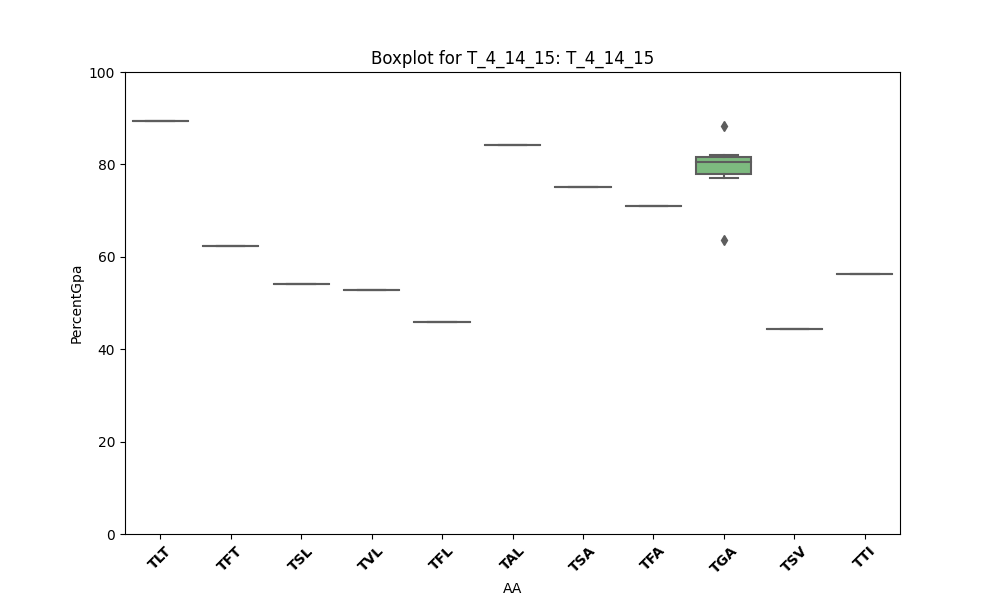 Boxplot for T_4_14_15: T_4_14_15
100
80
60
40
20
0
PercentGpa
TLT TFT TSL TVL TFL TAL TSA TFA TGA TSV TTI
AA